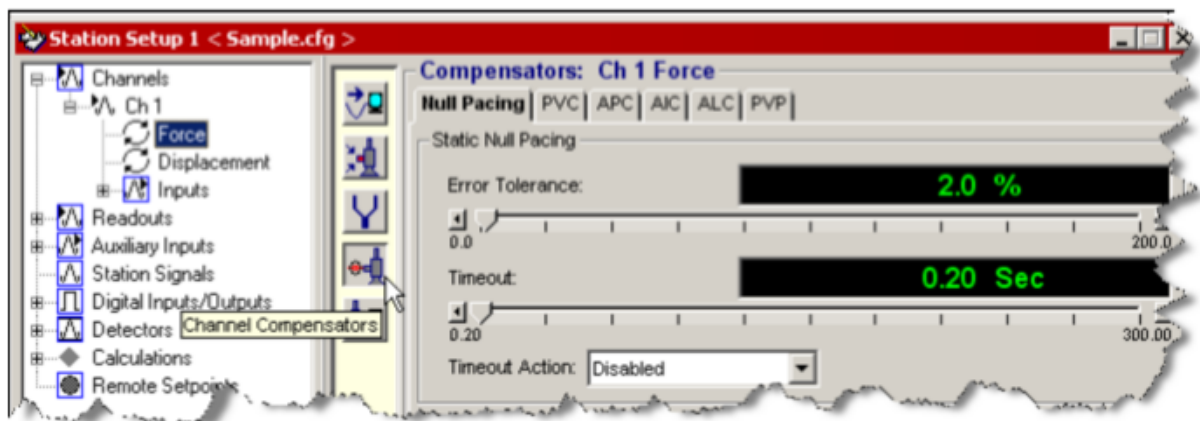 Station Setup 1 < Sample.cfg >
Channels
Ch 1
Force
Displacement
Inputs
Readouts
Auxiliary Inputs
Station Signals
Digital Inputs/Outputs
Detectors
Channel Compensators
Calculations
Remote Setpoints
Compensators: Ch 1 Force
Null Pacing PVC APC AIC ALC PVP
Static Null Pacing
Error Tolerance: 2.0 %
0.0 200.0
Timeout: 0.20 Sec
0.20 300.00
Timeout Action: Disabled